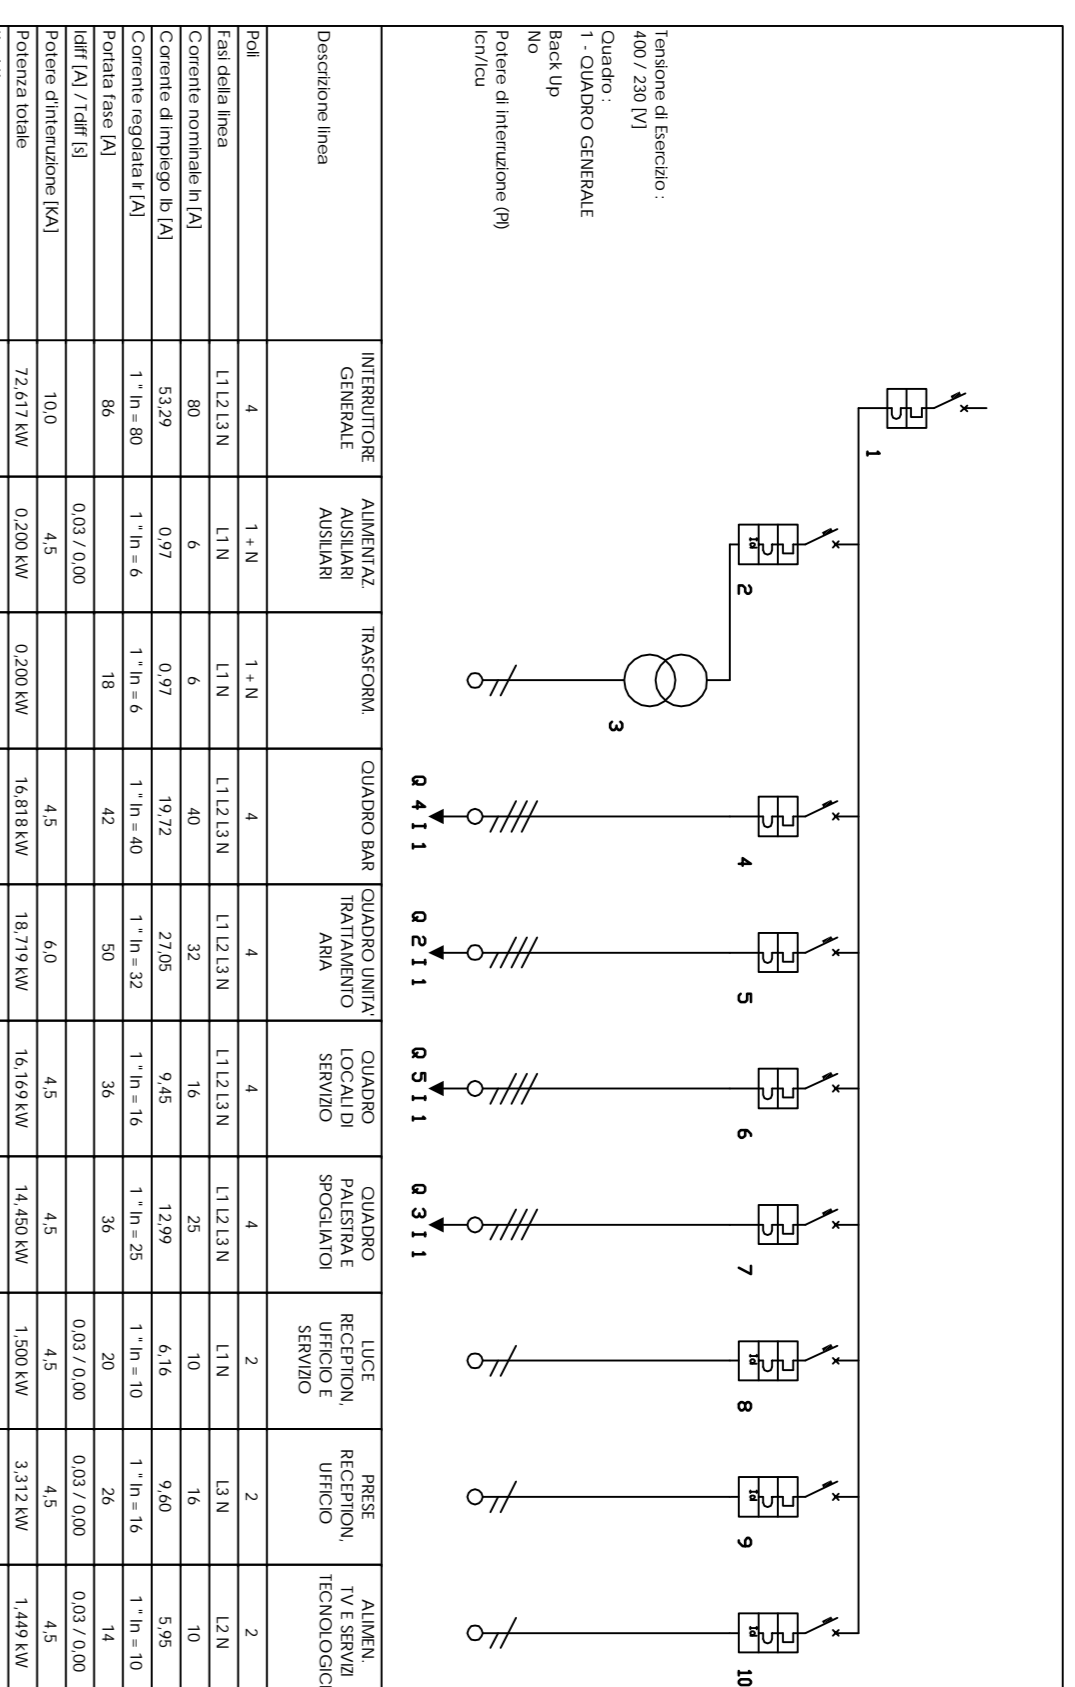 Tensione di Esercizio :
400 / 230 [V]
Quadro :
1 - QUADRO GENERALE
Back Up
No
Potere di interruzione (PI)
Icn/Icu
1
2
3
4
5
6
7
8
9
10
Q 4 I 1
Q 2 I 1
Q 5 I 1
Q 3 I 1
Id
Id
Id
Id
Descrizione linea
INTERRUTTORE
GENERALE
ALIMENTAZ.
AUSILIARI
AUSILIARI
TRASFORM.
QUADRO BAR
QUADRO UNITA'
TRATTAMENTO
ARIA
QUADRO
LOCALI DI
SERVIZIO
QUADRO
PALESTRA E
SPOGLIATOI
LUCE
RECEPTION,
UFFICIO E
SERVIZIO
PRESE
RECEPTION,
UFFICIO
ALIMEN.
TV E SERVIZI
TECNOLOGICI
Poli 4 1 + N 1 + N 4 4 4 4 2 2 2
Fasi della linea L1 L2 L3 N L1 N L1 N L1 L2 L3 N L1 L2 L3 N L1 L2 L3 N L1 L2 L3 N L1 N L3 N L2 N
Corrente nominale In [A] 80 6 6 40 32 16 25 10 16 10
Corrente di impiego Ib [A] 53,29 0,97 0,97 19,72 27,05 9,45 12,99 6,16 9,60 5,95
Corrente regolata Ir [A] 1 * In = 80 1 * In = 6 1 * In = 6 1 * In = 40 1 * In = 32 1 * In = 16 1 * In = 25 1 * In = 10 1 * In = 16 1 * In = 10
Portata fase [A] 86 18 42 50 36 36 20 26 14
Idiff [A] / Tdiff [s] 0,03 / 0,00 0,03 / 0,00 0,03 / 0,00 0,03 / 0,00
Potere d'interruzione [KA] 10,0 4,5 4,5 6,0 4,5 4,5 4,5 4,5 4,5
Potenza totale 72,617 kW 0,200 kW 0,200 kW 16,818 kW 18,719 kW 16,169 kW 14,450 kW 1,500 kW 3,312 kW 1,449 kW